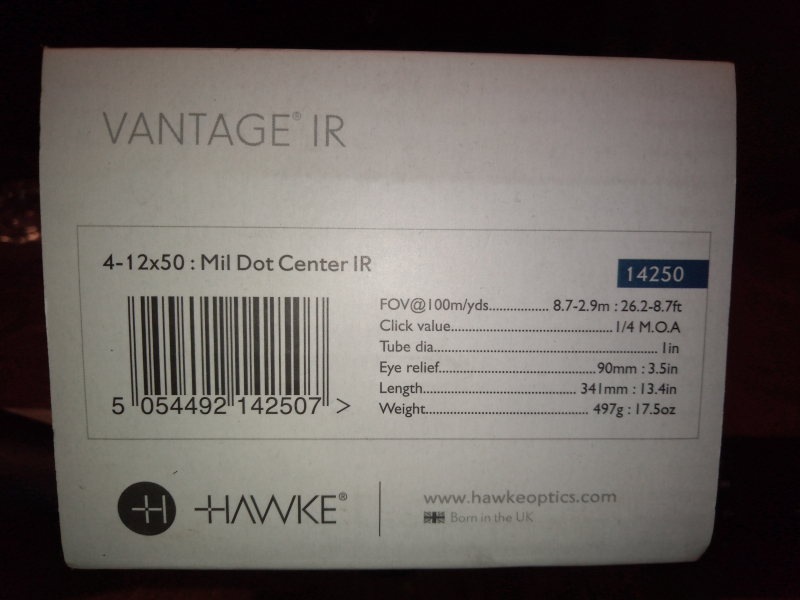 VANTAGE® IR
4-12x50 : Mil Dot Center IR
14250
FOV@100m/yds................. 8.7-2.9m : 26.2-8.7ft
Click value............................................. 1/4 M.O.A
Tube dia............................................................... 1in
Eye relief............................................90mm : 3.5in
Length........................................... 341mm : 13.4in
Weight.............................................. 497g : 17.5oz
5 054492 142507 >
HAWKE®
www.hawkeoptics.com
Born in the UK